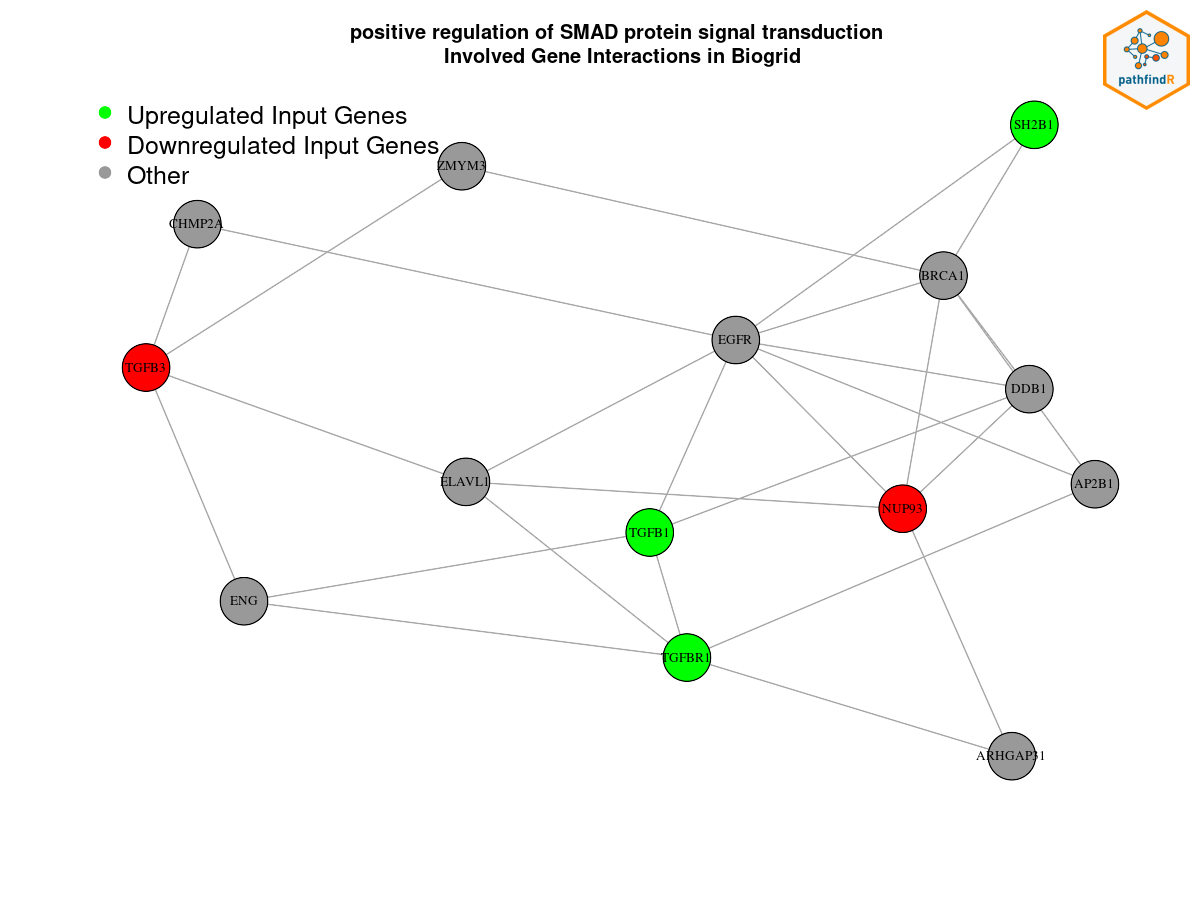 positive regulation of SMAD protein signal transduction
Involved Gene Interactions in Biogrid
pathfindR
Upregulated Input Genes
Downregulated Input Genes
Other
SH2B1
ZMYM3
CHMP2A
BRCA1
EGFR
TGFB3
DDB1
ELAVL1
AP2B1
NUP93
TGFB1
ENG
TGFBR1
ARHGAP31